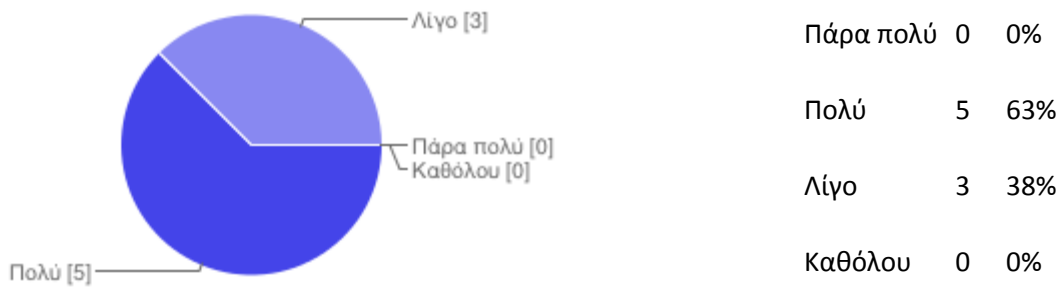 Λίγο [3]
Πάρα πολύ [0]
Καθόλου [0]
Πολύ [5]
Πάρα πολύ 0 0%
Πολύ 5 63%
Λίγο 3 38%
Καθόλου 0 0%